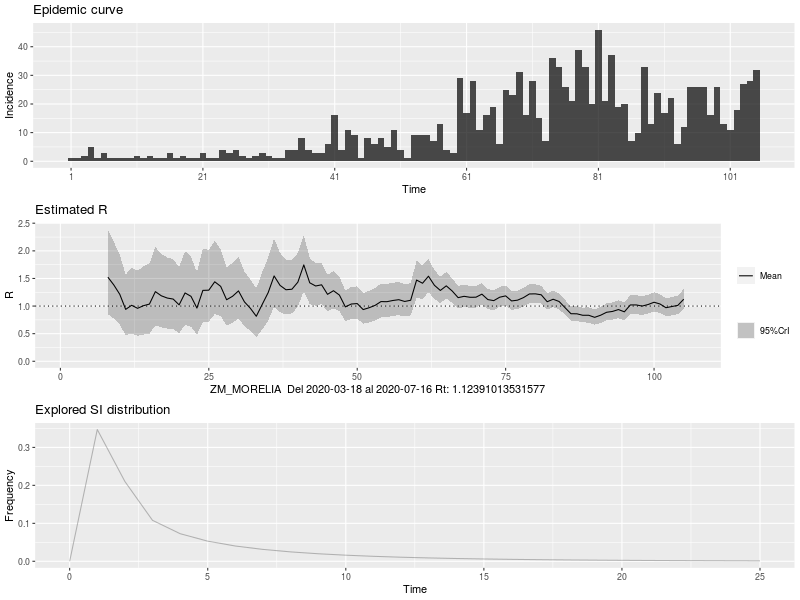 Epidemic curve
40
30
20
10
0
Incidence
1 21 41 61 81 101
Time
Estimated R
2.5
2.0
1.5
1.0
0.5
0.0
R
Mean
95%CrI
0 25 50 75 100
ZM_MORELIA Del 2020-03-18 al 2020-07-16 Rt: 1.12391013531577
Explored SI distribution
0.3
0.2
0.1
0.0
Frequency
0 5 10 15 20 25
Time